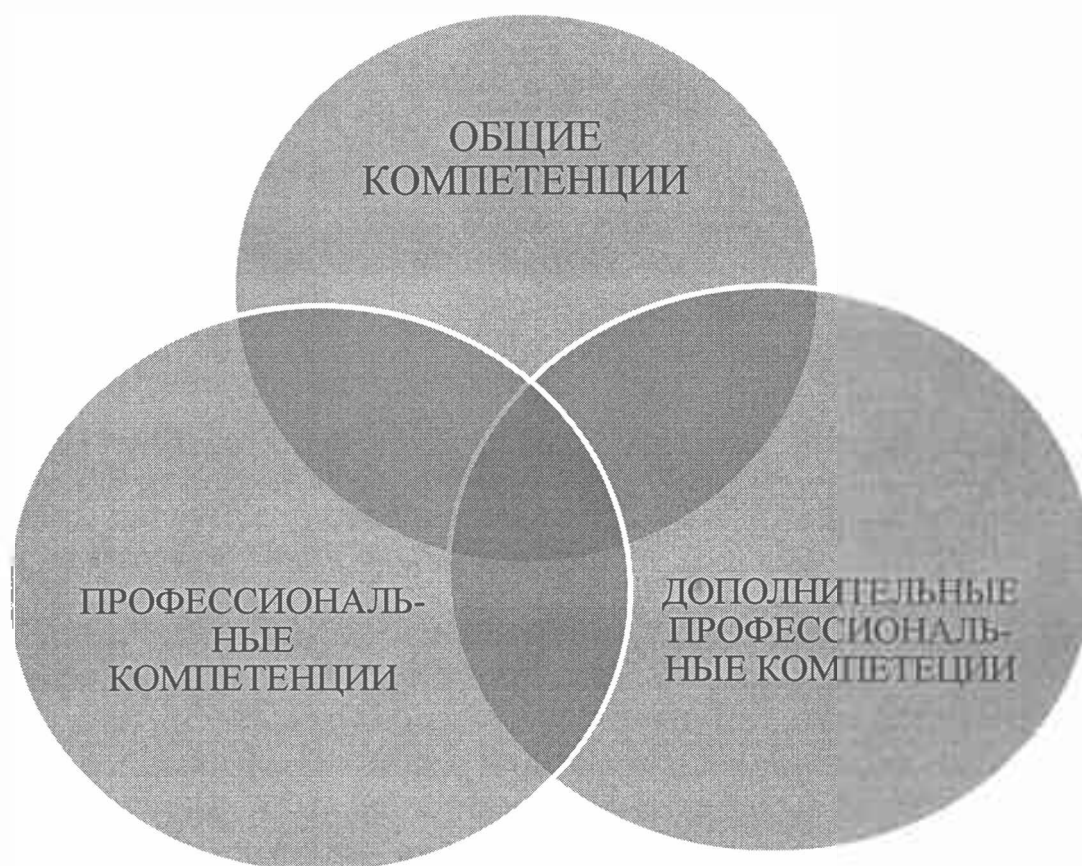 ОБЩИЕ
КОМПЕТЕНЦИИ
ПРОФЕССИОНАЛЬ-
НЫЕ
КОМПЕТЕНЦИИ
ДОПОЛНИТЕЛЬНЫЕ
ПРОФЕССИОНАЛЬ-
НЫЕ КОМПЕТЕЦИИ